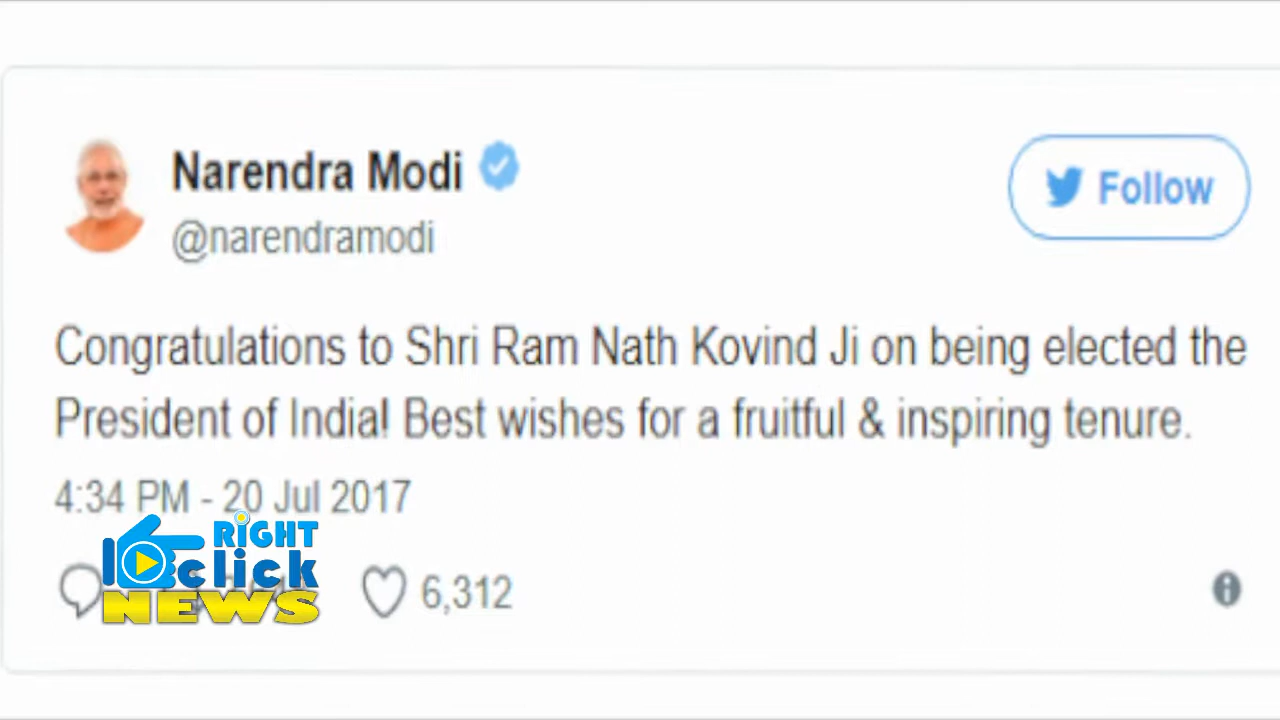 Narendra Modi
@narendramodi
Follow
Congratulations to Shri Ram Nath Kovind Ji on being elected the
President of India! Best wishes for a fruitful & inspiring tenure.
4:34 PM - 20 Jul 2017
RIGHT
click
NEWS
6,312